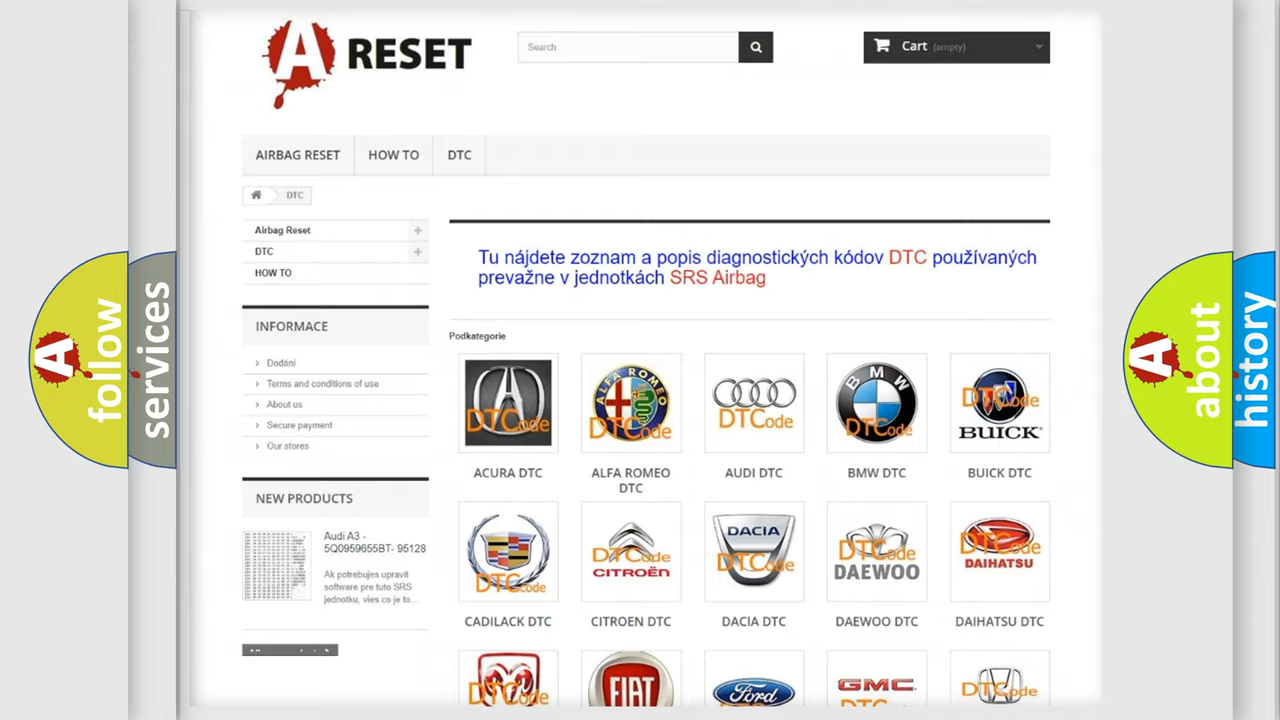 A RESET
Search
Cart (empty)
AIRBAG RESET
HOW TO
DTC
DTC
Airbag Reset
DTC
HOW TO
INFORMACE
Dodání
Terms and conditions of use
About us
Secure payment
Our stores
NEW PRODUCTS
Audi A3 -
5Q0959655BT- 95128
Ak potrebujes upravit
software pre tuto SRS
jednotku, vies co je to...
Tu nájdete zoznam a popis diagnostických kódov DTC používaných
prevažne v jednotkách SRS Airbag
Podkategorie
DTCode
ALFA ROMEO
DTCode
DTCode
BMW
DTCode
DTCode
BUICK
ACURA DTC
ALFA ROMEO
DTC
AUDI DTC
BMW DTC
BUICK DTC
DTCode
DTCode
CITROËN
DACIA
DTCode
DTCode
DAEWOO
DTCode
DAIHATSU
CADILACK DTC
CITROEN DTC
DACIA DTC
DAEWOO DTC
DAIHATSU DTC
DTCode
FIAT
Ford
GMC
DTCode
A
follow
services
A
about
history